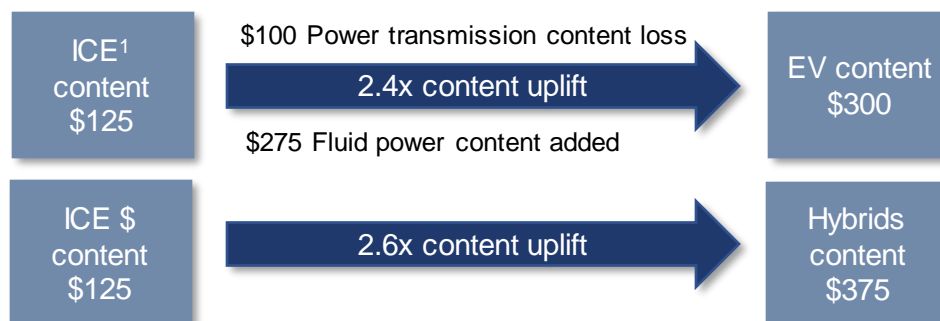 ICE¹
content
$125
$100 Power transmission content loss
2.4x content uplift
$275 Fluid power content added
EV content
$300
ICE $
content
$125
2.6x content uplift
Hybrids
content
$375